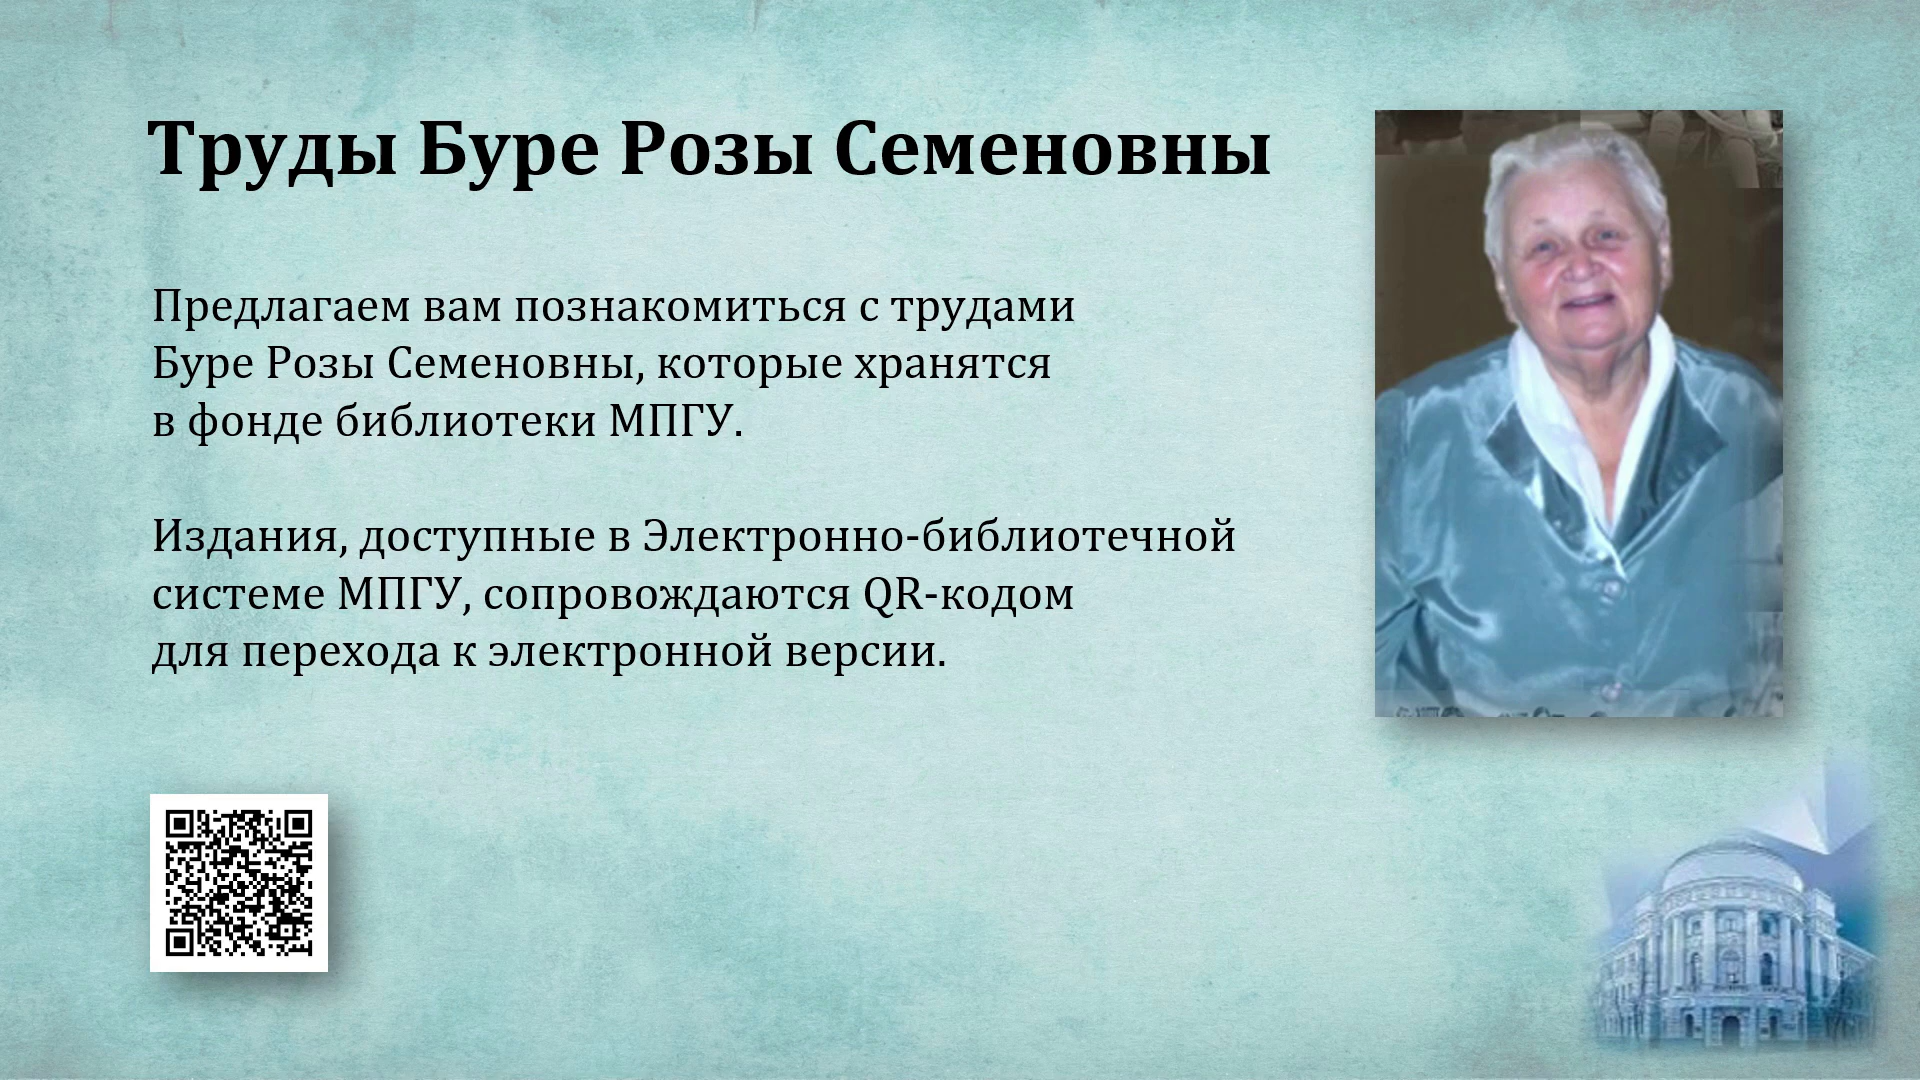 Труды Буре Розы Семеновны
Предлагаем вам познакомиться с трудами
Буре Розы Семеновны, которые хранятся
в фонде библиотеки МПГУ.
Издания, доступные в Электронно-библиотечной
системе МПГУ, сопровождаются QR-кодом
для перехода к электронной версии.